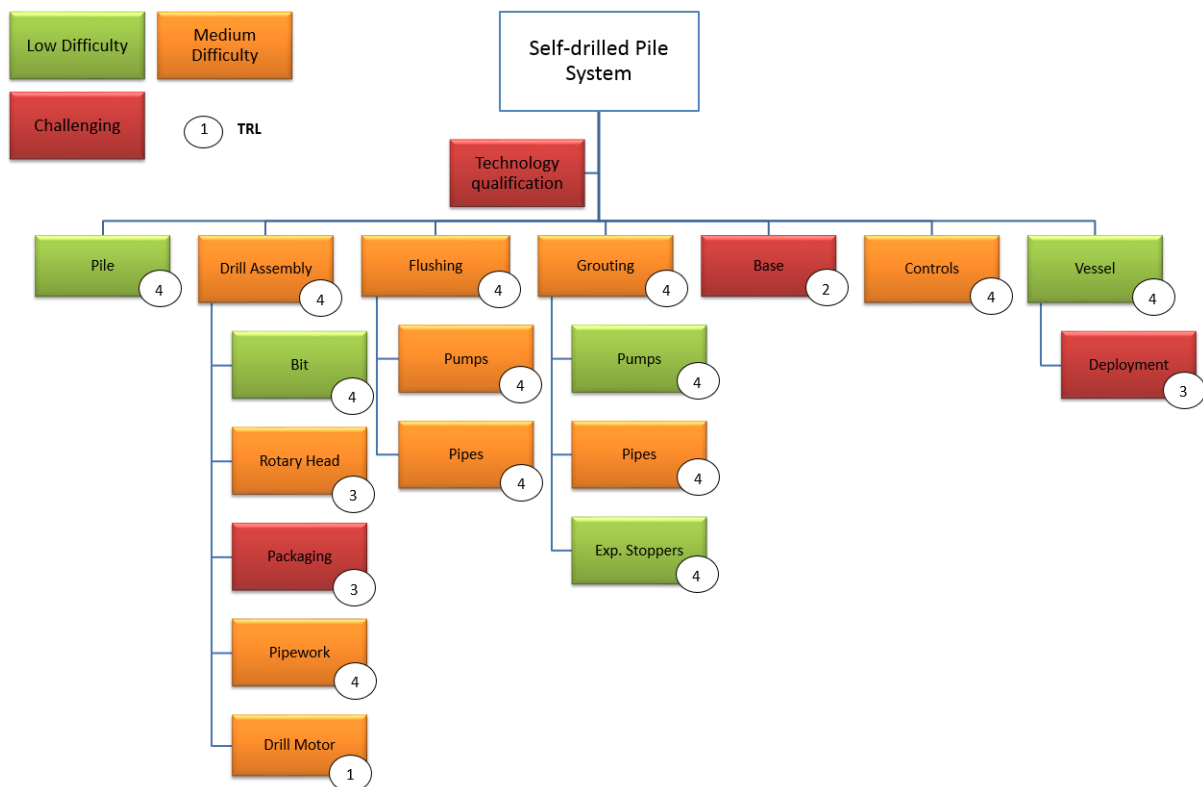 Low Difficulty
Medium
Difficulty
Challenging
1
TRL
Self-drilled Pile
System
Technology
qualification
Pile
4
Drill Assembly
4
Flushing
4
Grouting
4
Base
2
Controls
4
Vessel
4
Bit
4
Pumps
4
Pumps
4
Deployment
3
Rotary Head
3
Pipes
4
Pipes
4
Packaging
3
Exp. Stoppers
4
Pipework
4
Drill Motor
1